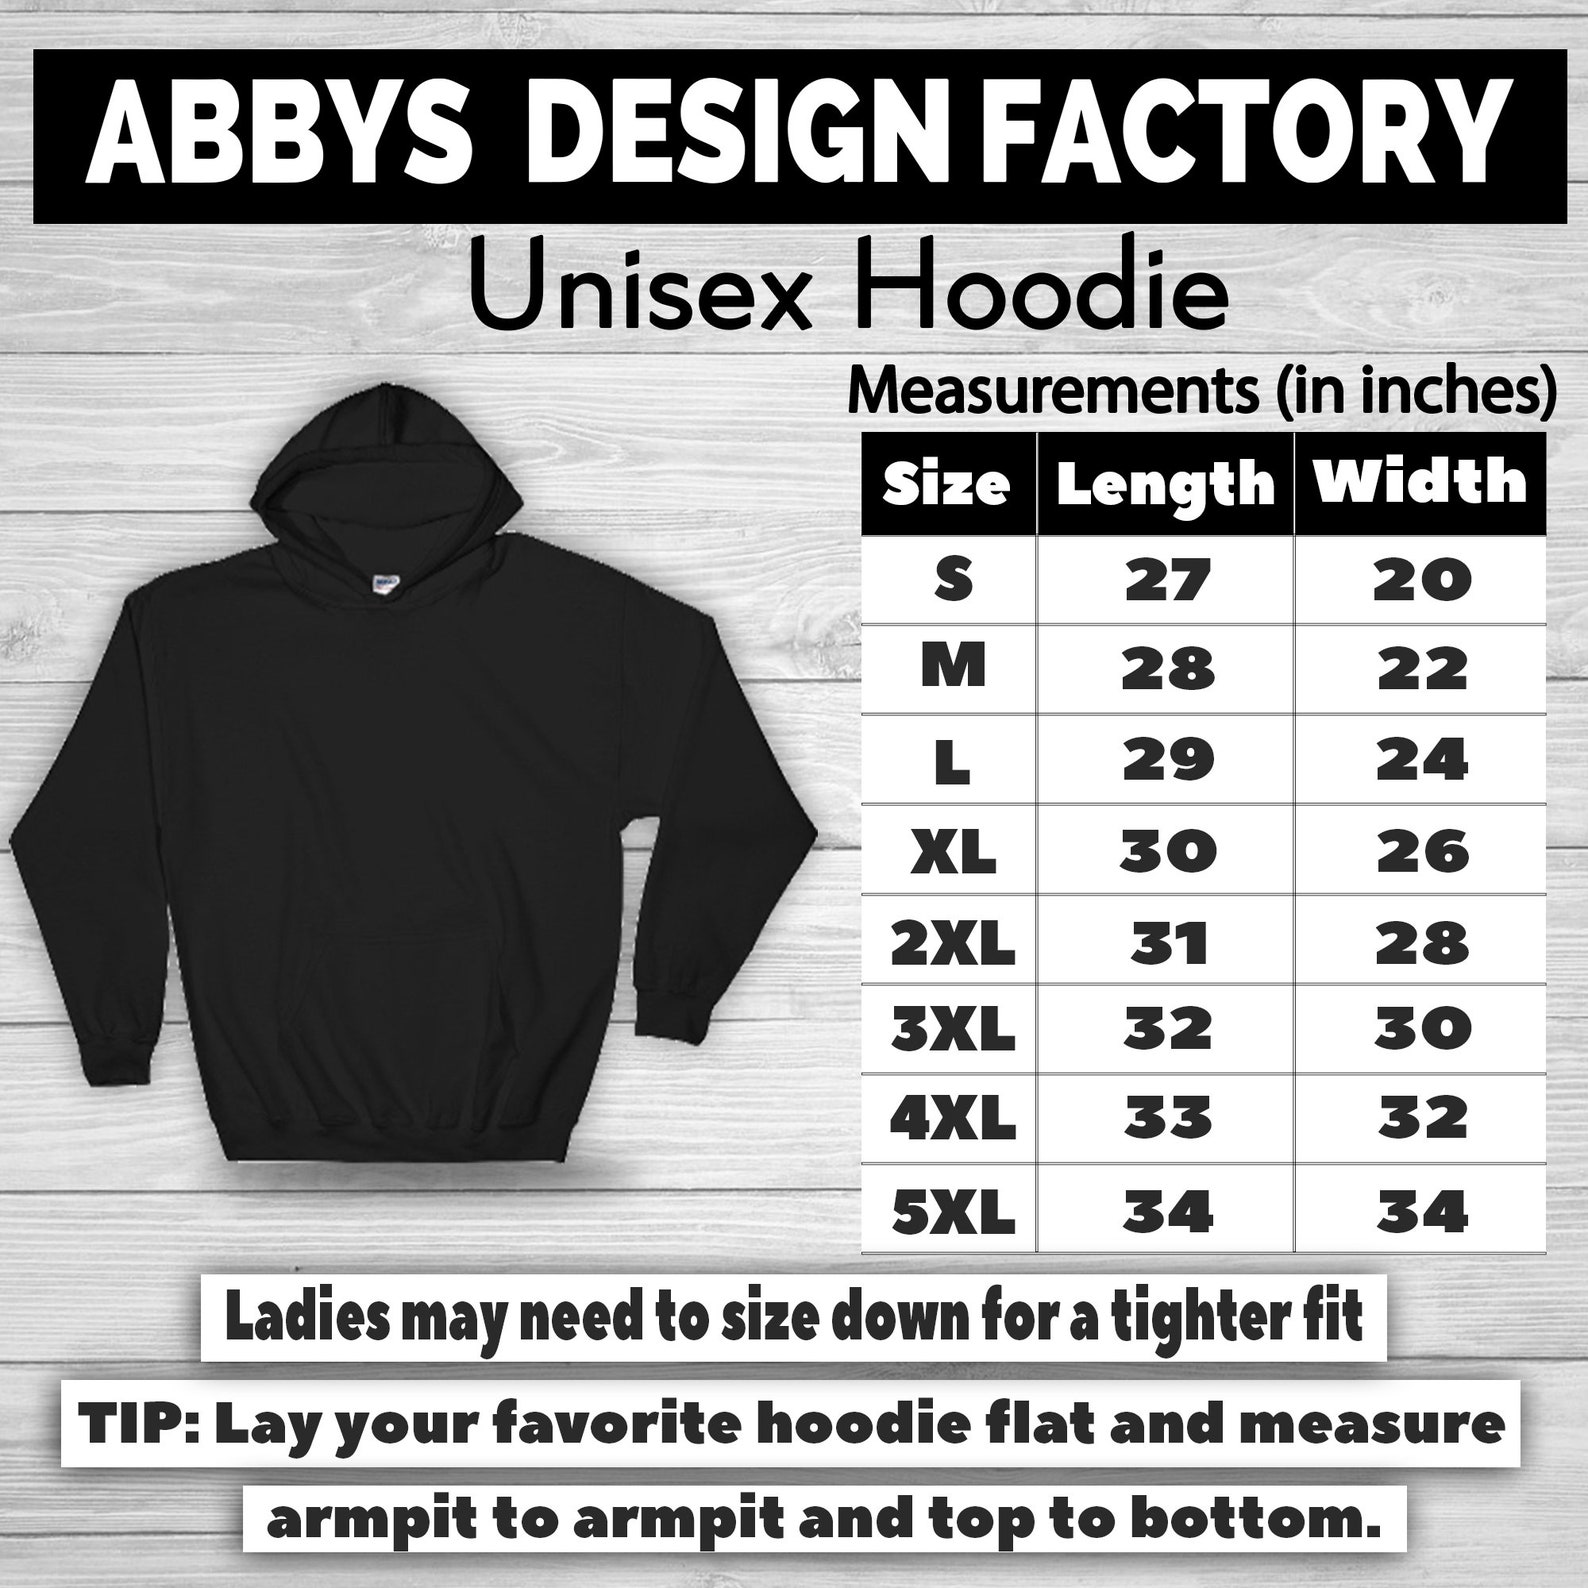 ABBYS DESIGN FACTORY
Unisex Hoodie
Measurements (in inches)
Size Length Width
S 27 20
M 28 22
L 29 24
XL 30 26
2XL 31 28
3XL 32 30
4XL 33 32
5XL 34 34
Ladies may need to size down for a tighter fit
TIP: Lay your favorite hoodie flat and measure
armpit to armpit and top to bottom.